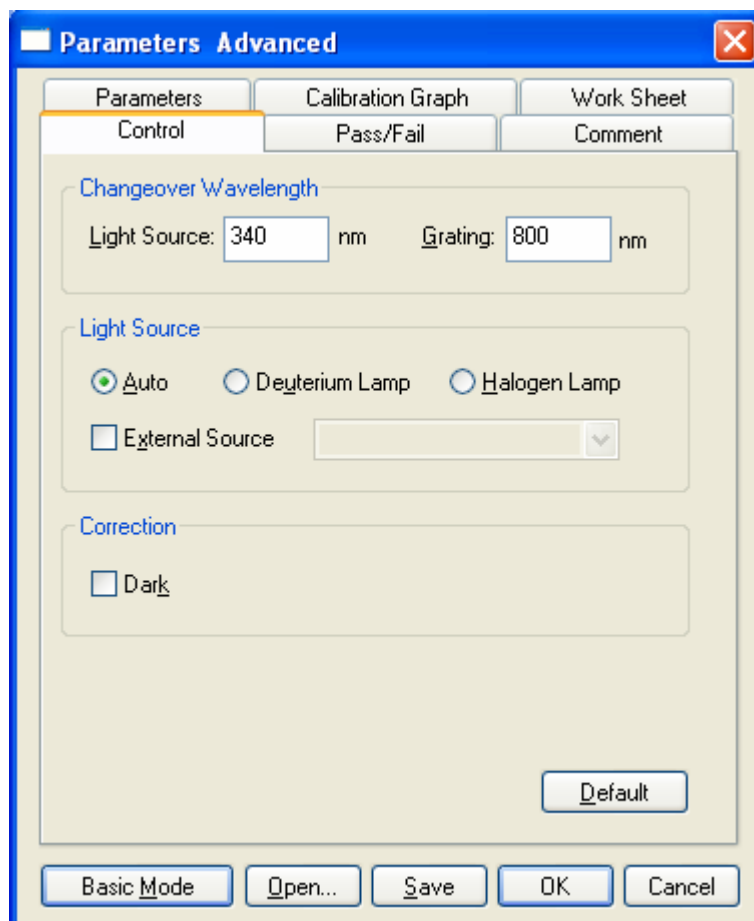 Parameters Advanced
Parameters Calibration Graph Work Sheet
Control Pass/Fail Comment
Changeover Wavelength
Light Source: 340 nm Grating: 800 nm
Light Source
Auto Deuterium Lamp Halogen Lamp
External Source
Correction
Dark
Default
Basic Mode Open... Save OK Cancel